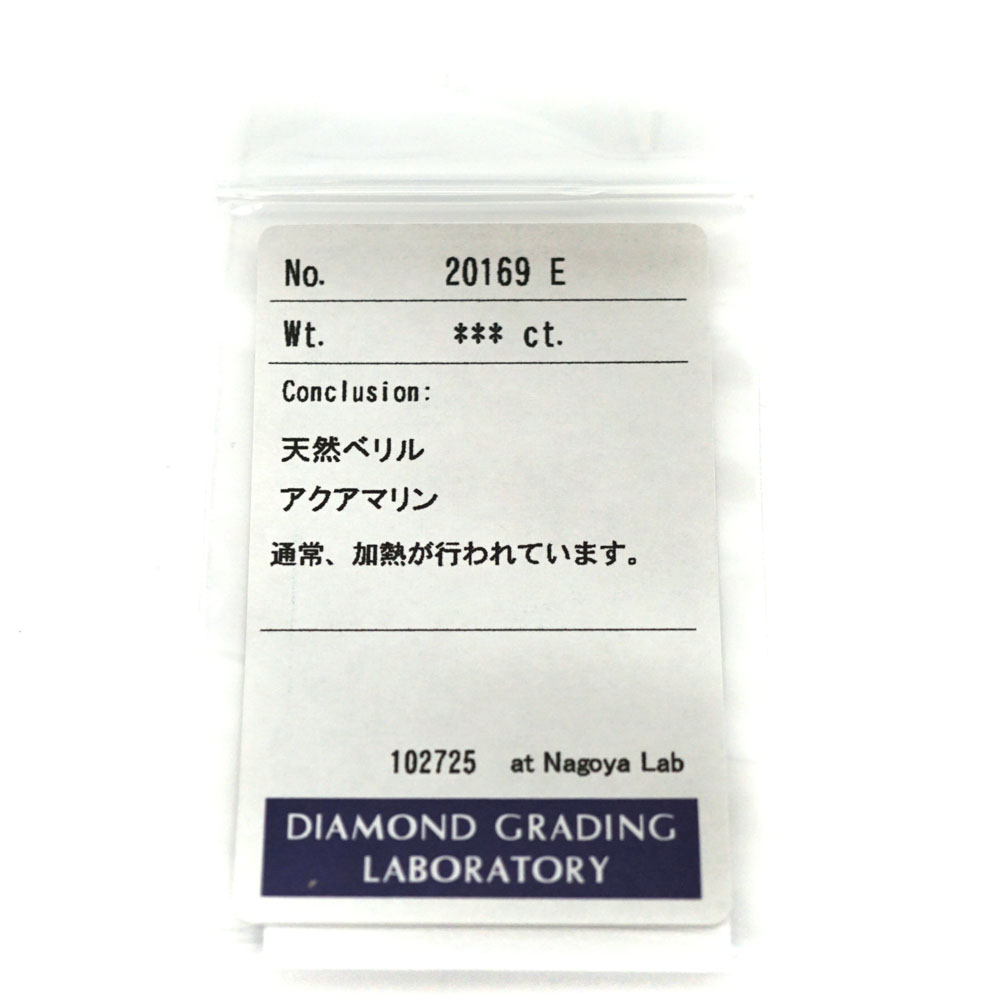 No. 20169 E
Wt. *** ct.
Conclusion:
天然ベリル
アクアマリン
通常、加熱が行われています。
102725 at Nagoya Lab
DIAMOND GRADING
LABORATORY